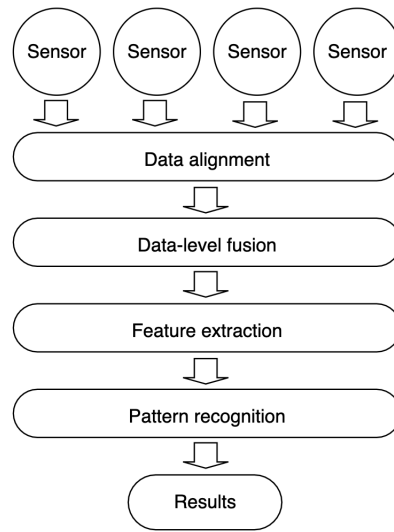 Sensor Sensor Sensor Sensor
Data alignment
Data-level fusion
Feature extraction
Pattern recognition
Results